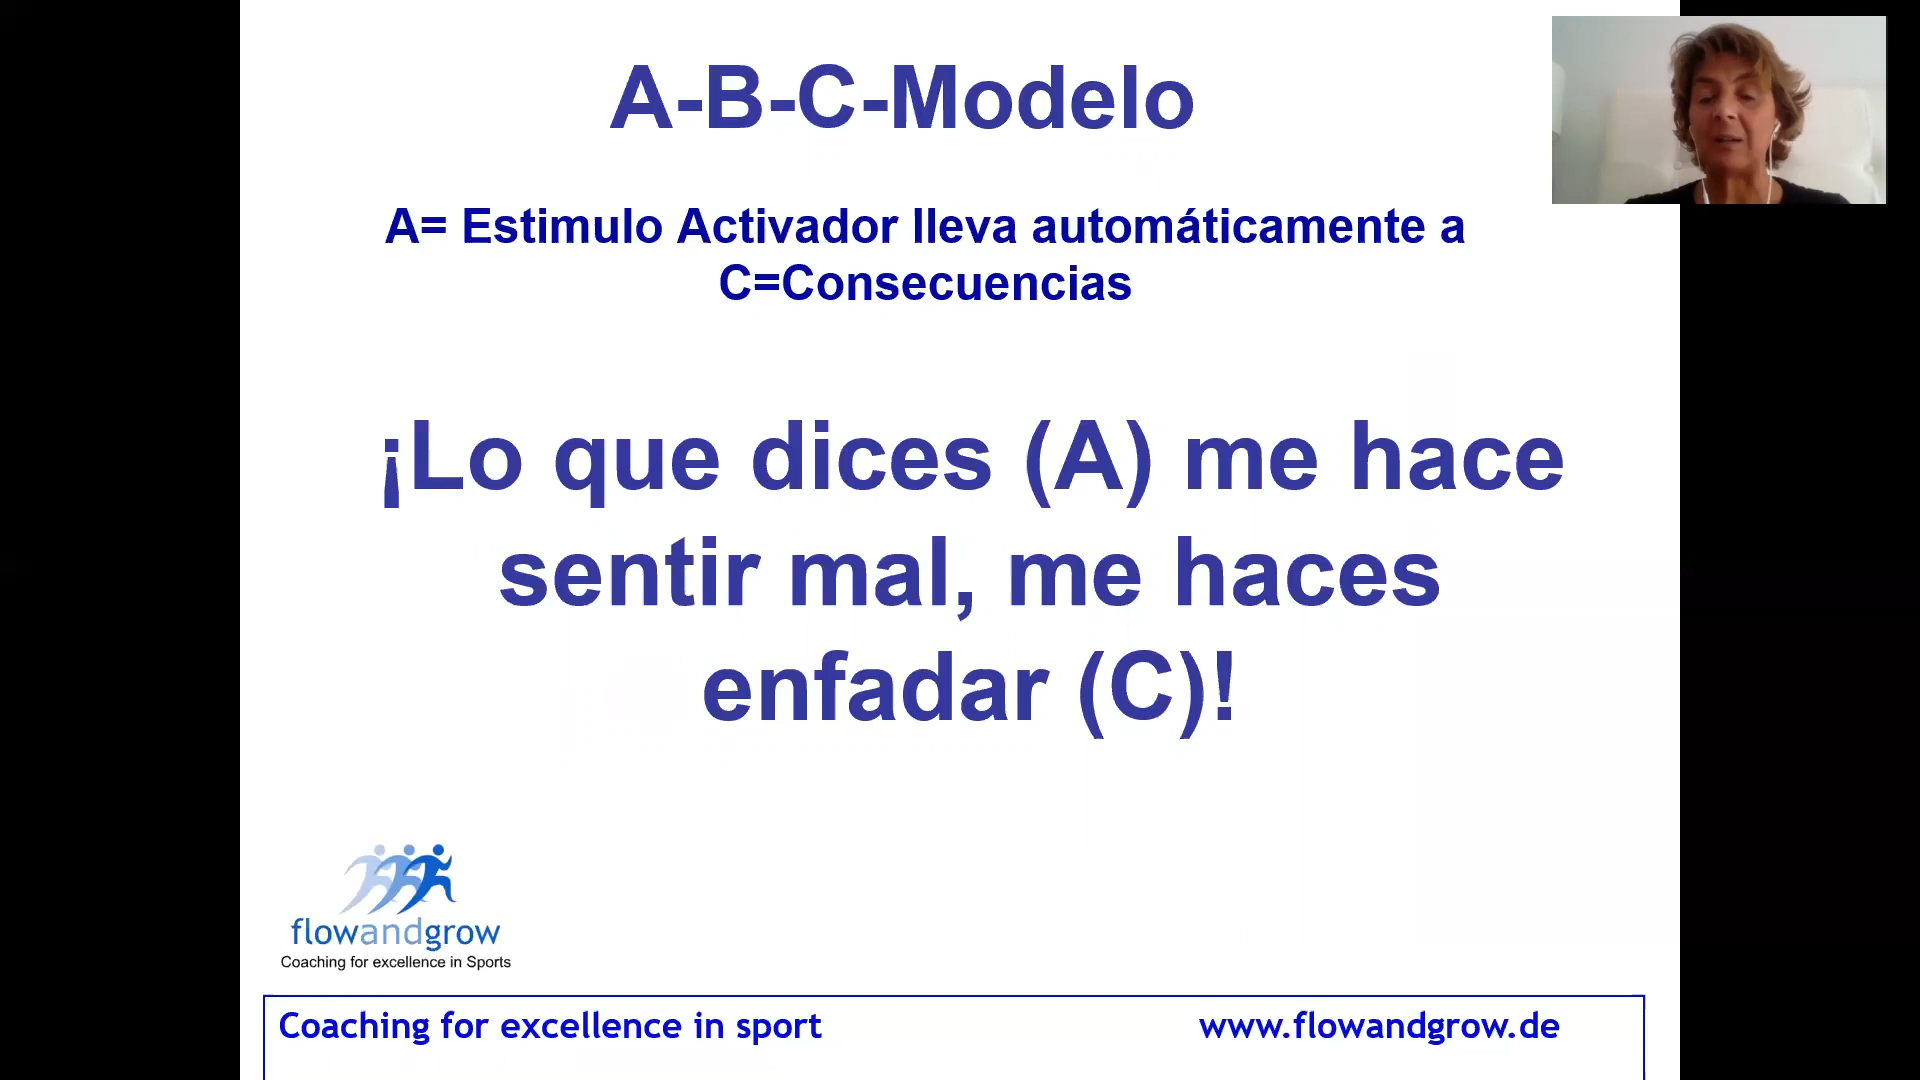 A-B-C-Modelo
A= Estimulo Activador lleva automáticamente a
C=Consecuencias
¡Lo que dices (A) me hace
sentir mal, me haces
enfadar (C)!
flowandgrow
Coaching for excellence in Sports
Coaching for excellence in sport
www.flowandgrow.de